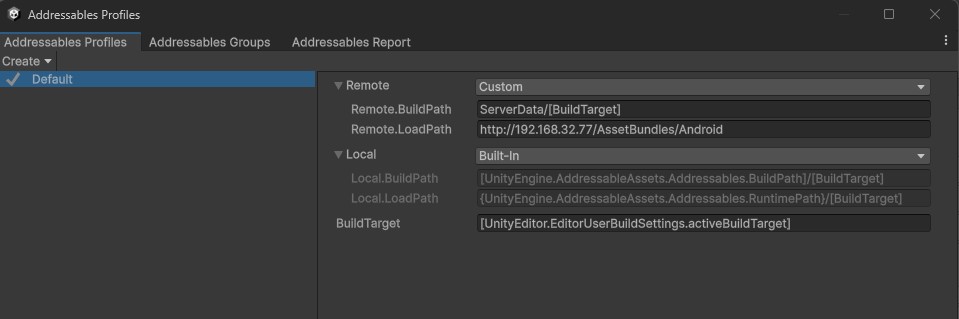 Addressables Profiles
Addressables Profiles Addressables Groups Addressables Report
Create
Default
Remote Custom
Remote.BuildPath ServerData/[BuildTarget]
Remote.LoadPath http://192.168.32.77/AssetBundles/Android
Local Built-In
Local.BuildPath [UnityEngine.AddressableAssets.Addressables.BuildPath]/[BuildTarget]
Local.LoadPath {UnityEngine.AddressableAssets.Addressables.RuntimePath}/[BuildTarget]
BuildTarget [UnityEditor.EditorUserBuildSettings.activeBuildTarget]